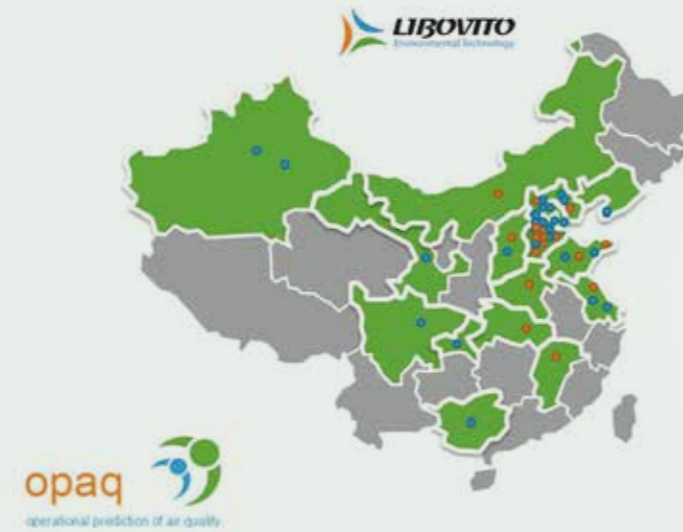 LIBOVITO
Environmental Technology
opaq
operational prediction of air quality